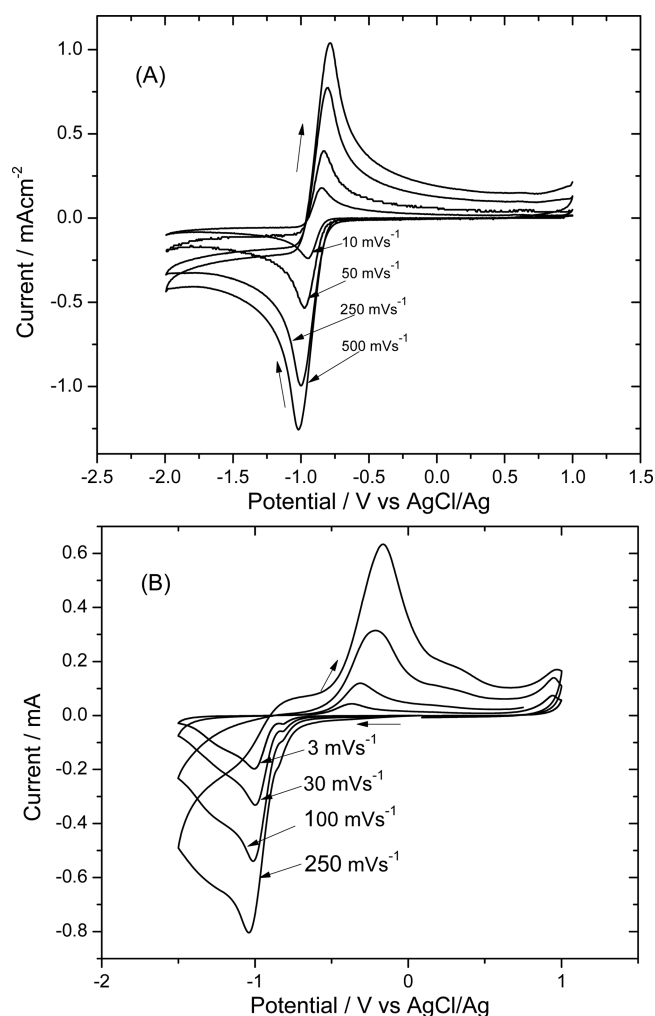 (A)
1.0
0.5
0.0
-0.5
-1.0
Current / mAcm⁻²
10 mVs⁻¹
50 mVs⁻¹
250 mVs⁻¹
500 mVs⁻¹
-2.5 -2.0 -1.5 -1.0 -0.5 0.0 0.5 1.0 1.5
Potential / V vs AgCl/Ag
(B)
0.6
0.4
0.2
0.0
-0.2
-0.4
-0.6
-0.8
Current / mA
3 mVs⁻¹
30 mVs⁻¹
100 mVs⁻¹
250 mVs⁻¹
-2 -1 0 1
Potential / V vs AgCl/Ag